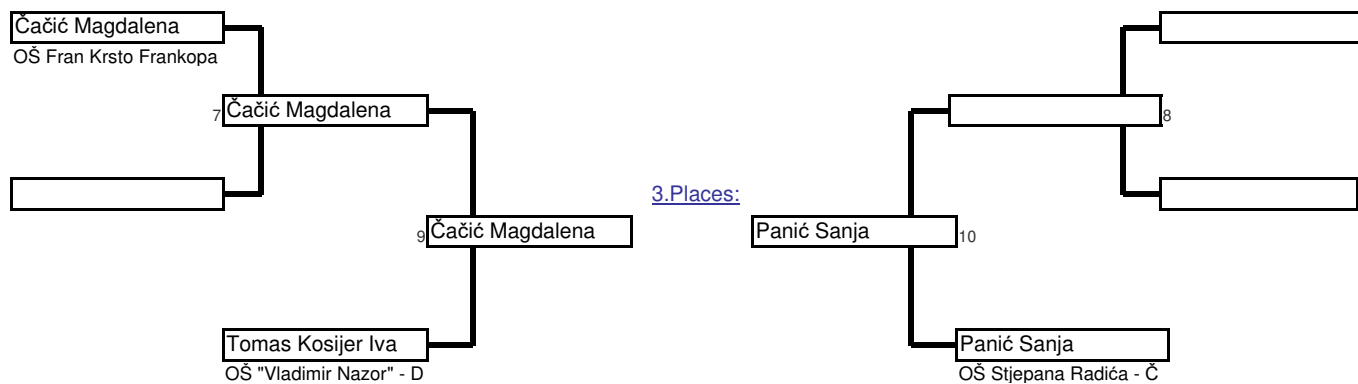 Čačić Magdalena
OŠ Fran Krsto Frankopa
7 Čačić Magdalena
8
3.Places:
9 Čačić Magdalena
Panić Sanja 10
Tomas Kosijer Iva
OŠ "Vladimir Nazor" - D
Panić Sanja
OŠ Stjepana Radića - Č